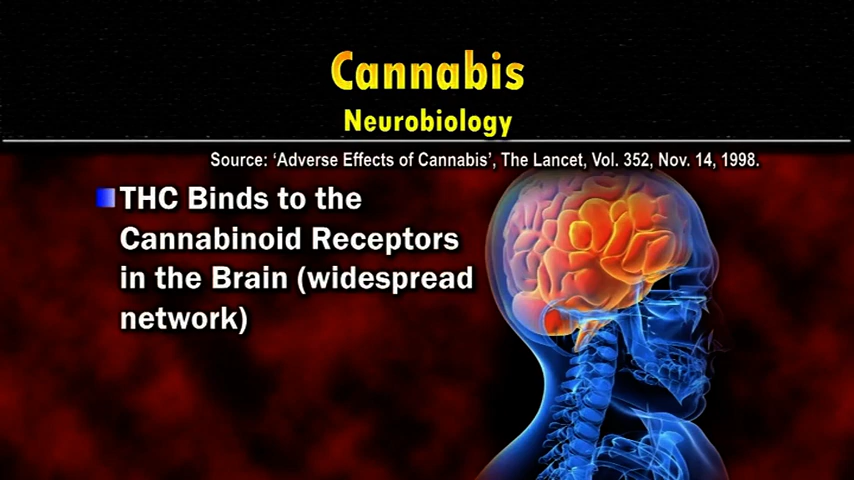 Cannabis
Neurobiology
Source: ‘Adverse Effects of Cannabis’, The Lancet, Vol. 352, Nov. 14, 1998.
THC Binds to the
Cannabinoid Receptors
in the Brain (widespread
network)